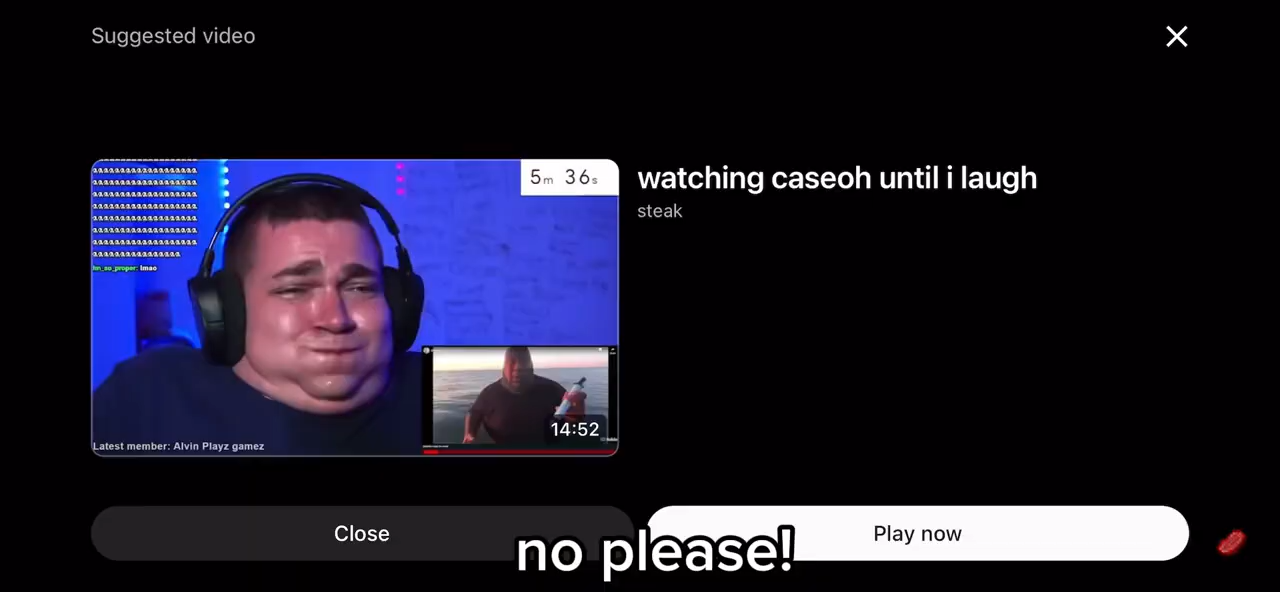 Suggested video
5m 36s
watching caseoh until i laugh
steak
im_so_proper: lmao
14:52
Latest member: Alvin Playz gamez
Close
Play now
no please!